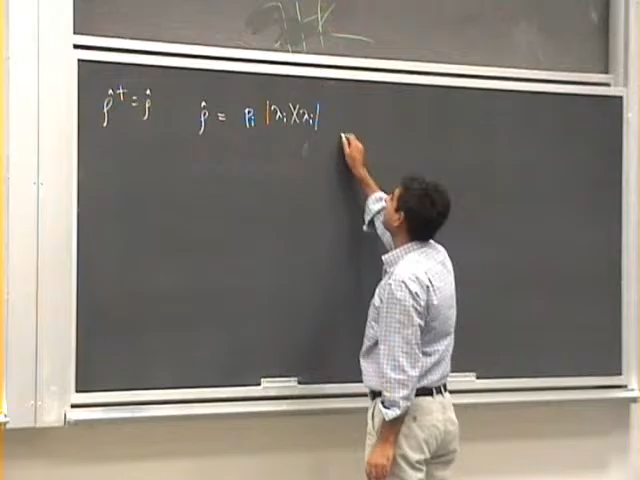 ρ̂† = ρ̂    ρ̂ = pᵢ |λᵢ⟩⟨λᵢ|